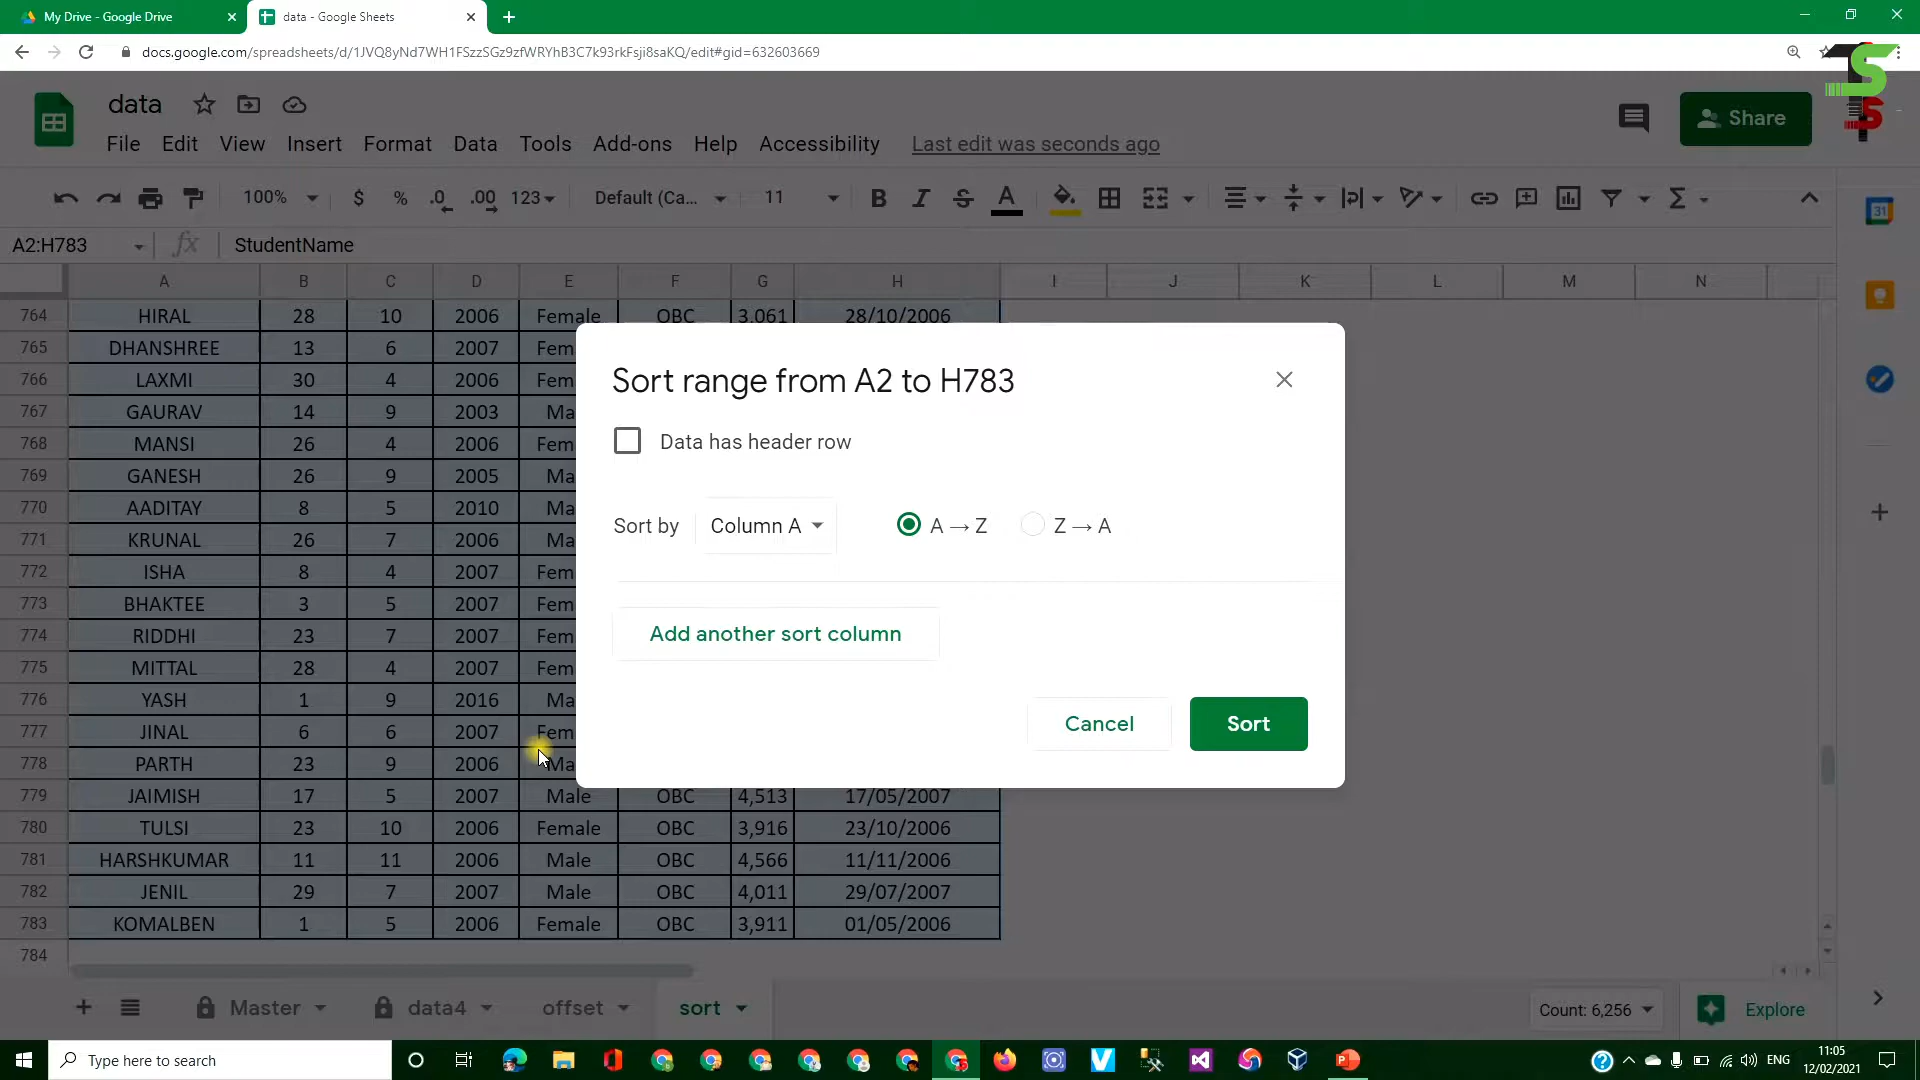 My Drive - Google Drive
data - Google Sheets
docs.google.com/spreadsheets/d/1JVQ8yNd7WH1FSzzSGz9zfWRYhB3C7k93rkFsji8saKQ/edit#gid=632603669
data
Share
File Edit View Insert Format Data Tools Add-ons Help Accessibility Last edit was seconds ago
100% $ % .0 .00 123 Default (Ca... 11 B I S A
A2:H783 fx StudentName
A B C D E F G H I J K L M N
764 HIRAL 28 10 2006 Female OBC 3,061 28/10/2006
765 DHANSHREE 13 6 2007 Fem
766 LAXMI 30 4 2006 Fem
767 GAURAV 14 9 2003 Ma
768 MANSI 26 4 2006 Fem
769 GANESH 26 9 2005 Ma
770 AADITAY 8 5 2010 Ma
771 KRUNAL 26 7 2006 Ma
772 ISHA 8 4 2007 Fem
773 BHAKTEE 3 5 2007 Fem
774 RIDDHI 23 7 2007 Fem
775 MITTAL 28 4 2007 Fem
776 YASH 1 9 2016 Ma
777 JINAL 6 6 2007 Fem
778 PARTH 23 9 2006 Ma
779 JAIMISH 17 5 2007 Male OBC 4,513 17/05/2007
780 TULSI 23 10 2006 Female OBC 3,916 23/10/2006
781 HARSHKUMAR 11 11 2006 Male OBC 4,566 11/11/2006
782 JENIL 29 7 2007 Male OBC 4,011 29/07/2007
783 KOMALBEN 1 5 2006 Female OBC 3,911 01/05/2006
784
Sort range from A2 to H783
Data has header row
Sort by Column A A → Z Z → A
Add another sort column
Cancel Sort
31
Master data4 offset sort Count: 6,256 Explore
Type here to search
ENG
11:05
12/02/2021